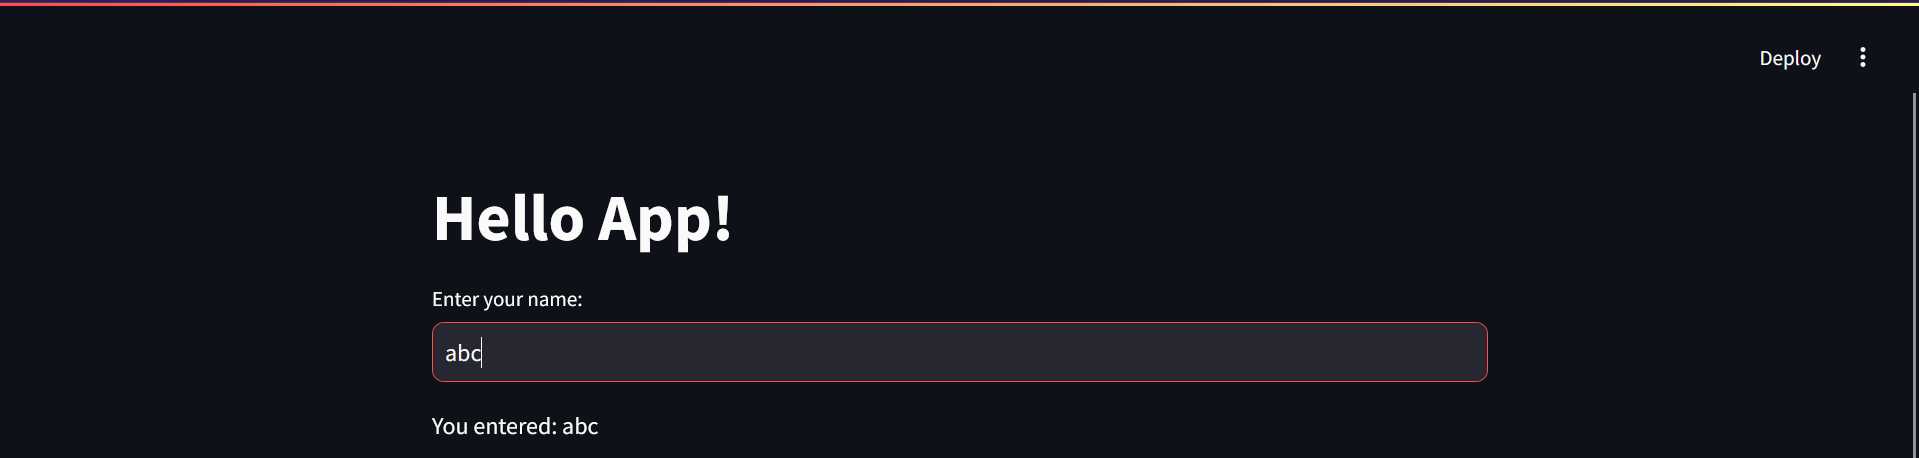 Deploy
Hello App!
Enter your name:
abc
You entered: abc